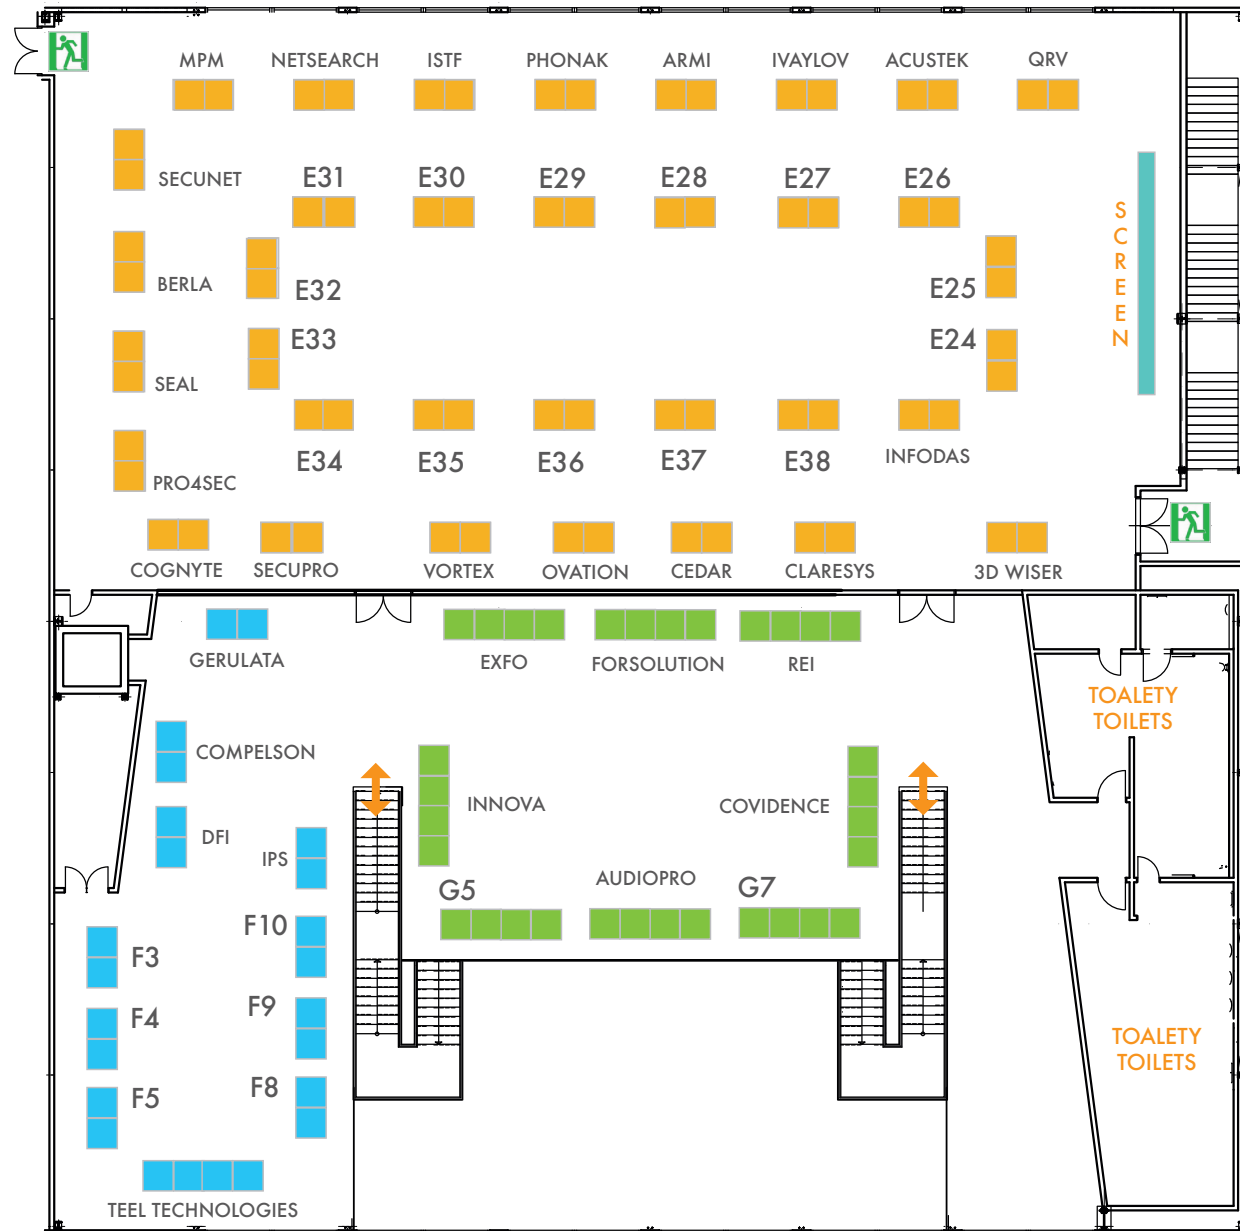 MPM
NETSEARCH
ISTF
PHONAK
ARMI
IVAYLOV
ACUSTEK
QRV
SECUNET
E31
E30
E29
E28
E27
E26
SCREEN
BERLA
E32
E25
E33
E24
SEAL
E34
E35
E36
E37
E38
INFODAS
PRO4SEC
COGNYTE
SECUPRO
VORTEX
OVATION
CEDAR
CLARESYS
3D WISER
GERULATA
EXFO
FORSOLUTION
REI
TOALETY
TOILETS
COMPELSON
INNOVA
COVIDENCE
DFI
IPS
G5
AUDIOPRO
G7
F10
F3
F9
F4
TOALETY
TOILETS
F8
F5
TEEL TECHNOLOGIES